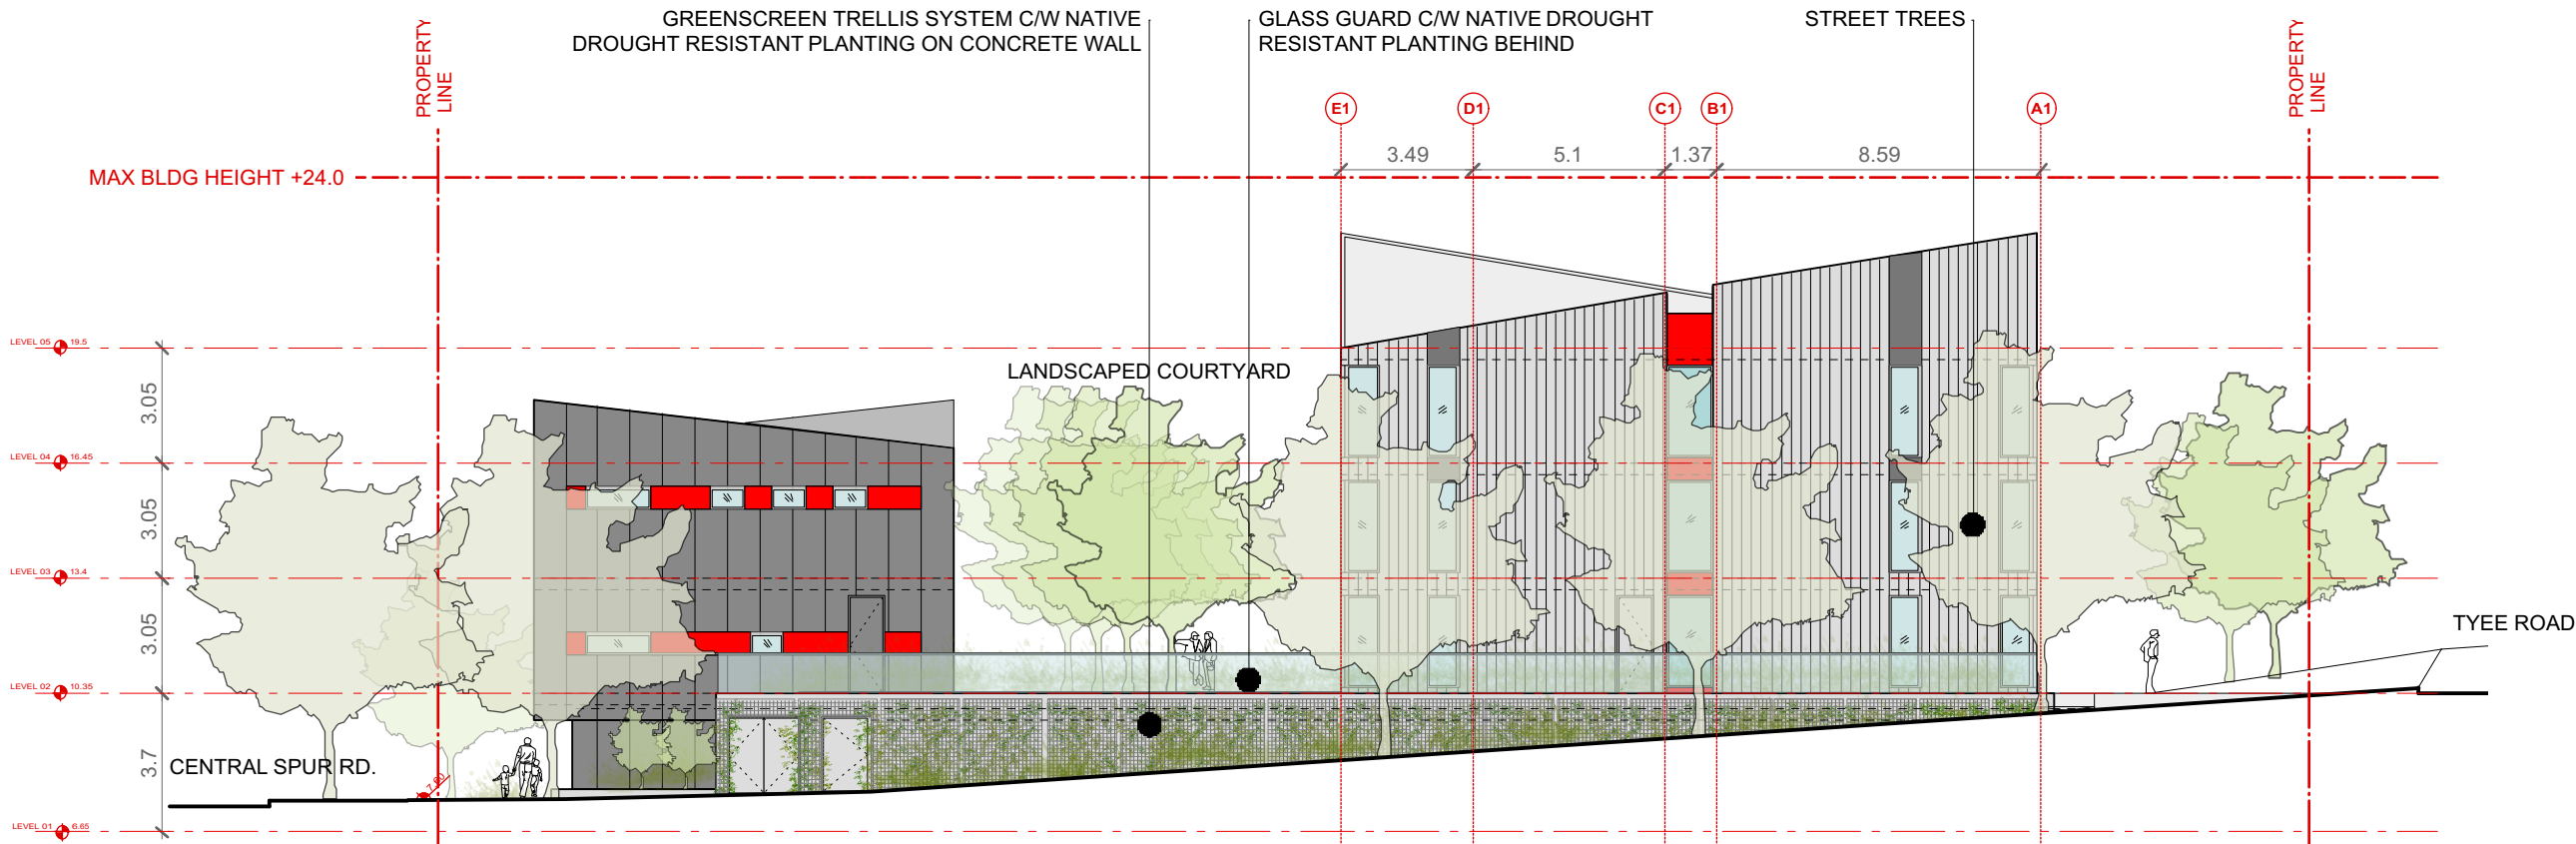 GREENSCREEN TRELLIS SYSTEM C/W NATIVE
DROUGHT RESISTANT PLANTING ON CONCRETE WALL
GLASS GUARD C/W NATIVE DROUGHT
RESISTANT PLANTING BEHIND
STREET TREES
PROPERTY
LINE
PROPERTY
LINE
E1
D1
C1
B1
A1
3.49
5.1
1.37
8.59
MAX BLDG HEIGHT +24.0
LEVEL 05 19.5
3.05
LANDSCAPED COURTYARD
LEVEL 04 16.45
3.05
LEVEL 03 13.4
3.05
TYEE ROAD
LEVEL 02 10.35
3.7
CENTRAL SPUR RD.
7.60
LEVEL 01 6.65